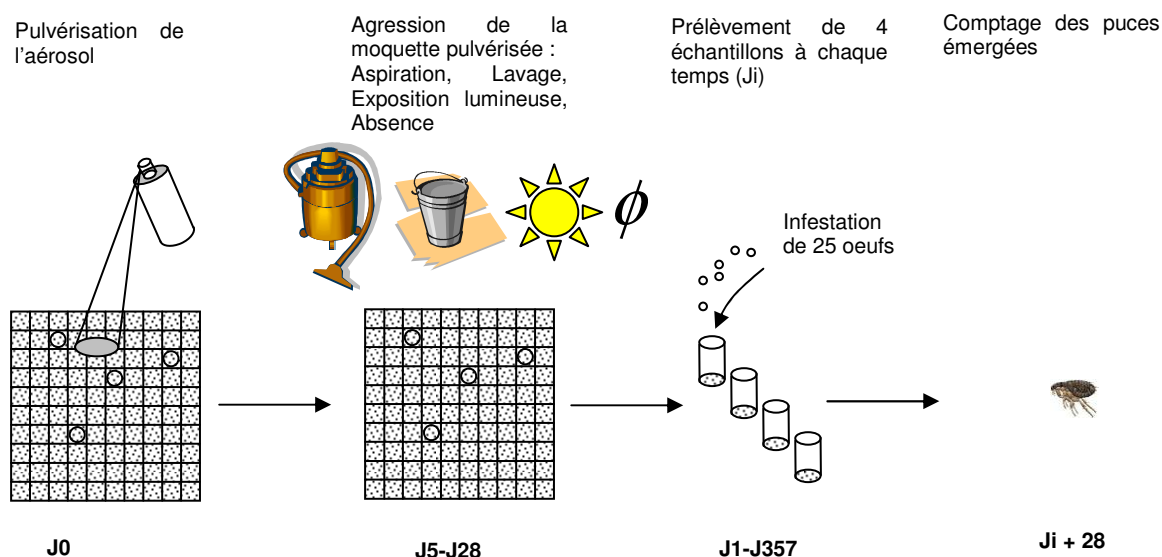 Pulvérisation de
l'aérosol
Agression de la
moquette pulvérisée :
Aspiration, Lavage,
Exposition lumineuse,
Absence
Prélèvement de 4
échantillons à chaque
temps (Ji)
Comptage des puces
émergées
ϕ
Infestation
de 25 oeufs
J0
J5-J28
J1-J357
Ji + 28